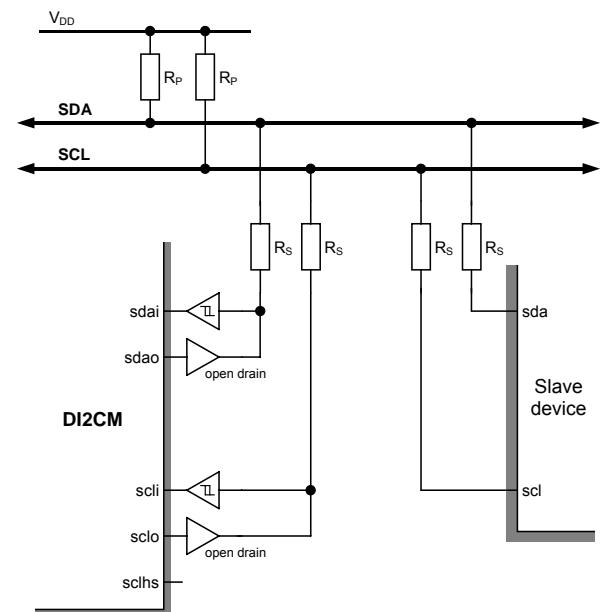 VDD
RP RP
SDA
SCL
RS RS RS RS
sdai
sda
sdao
open drain
Slave
device
DI2CM
scli
scl
sclo
open drain
sclhs